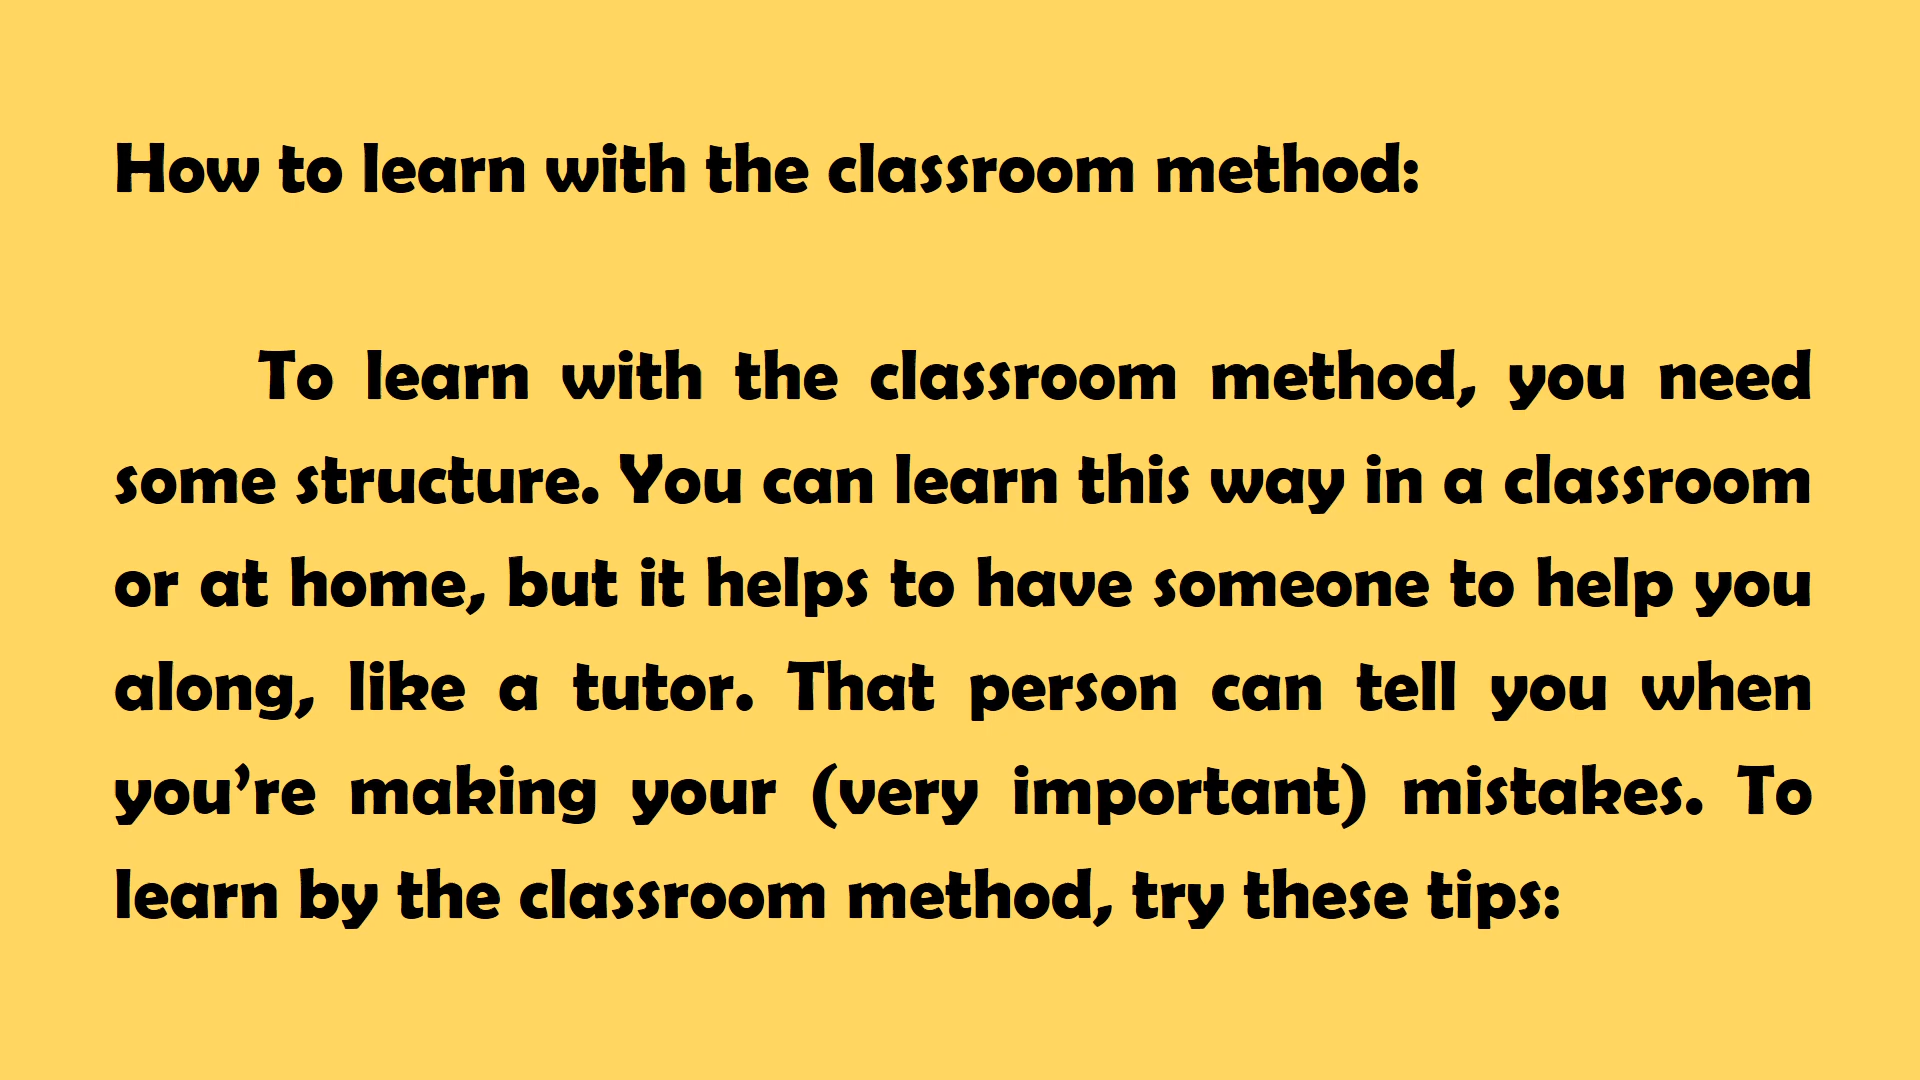 How to learn with the classroom method:
To learn with the classroom method, you need
some structure. You can learn this way in a classroom
or at home, but it helps to have someone to help you
along, like a tutor. That person can tell you when
you’re making your (very important) mistakes. To
learn by the classroom method, try these tips: